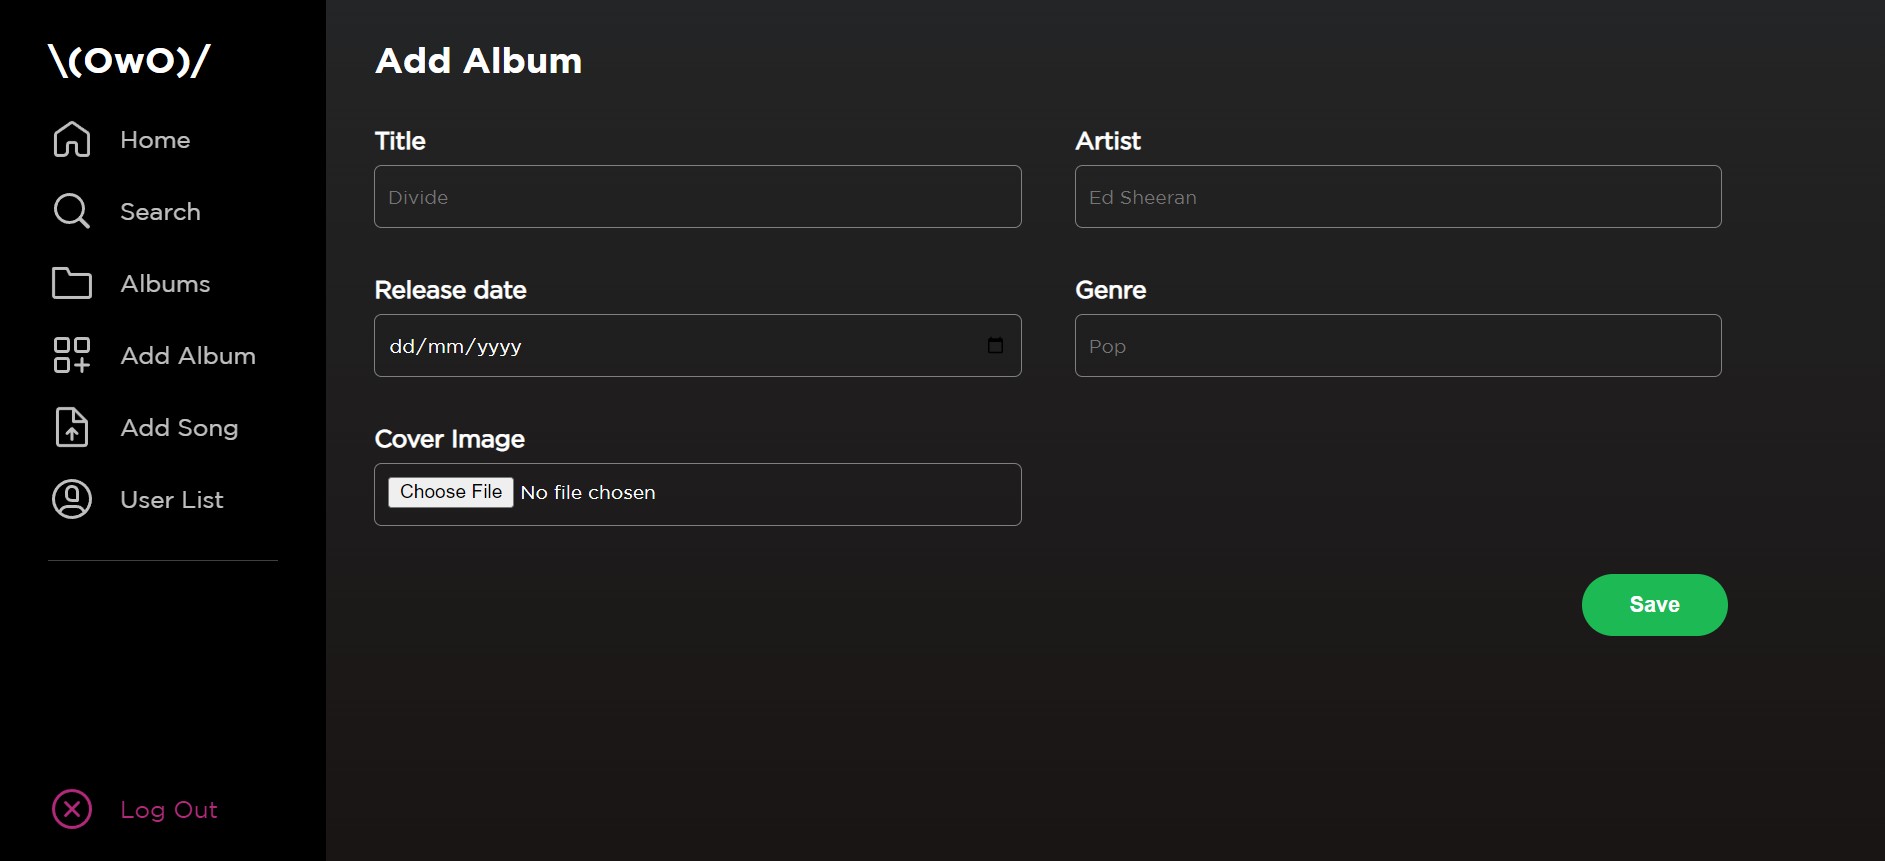 \(OwO)/
Home
Search
Albums
Add Album
Add Song
User List
Log Out
Add Album
Title
Divide
Artist
Ed Sheeran
Release date
dd/mm/yyyy
Genre
Pop
Cover Image
Choose File No file chosen
Save